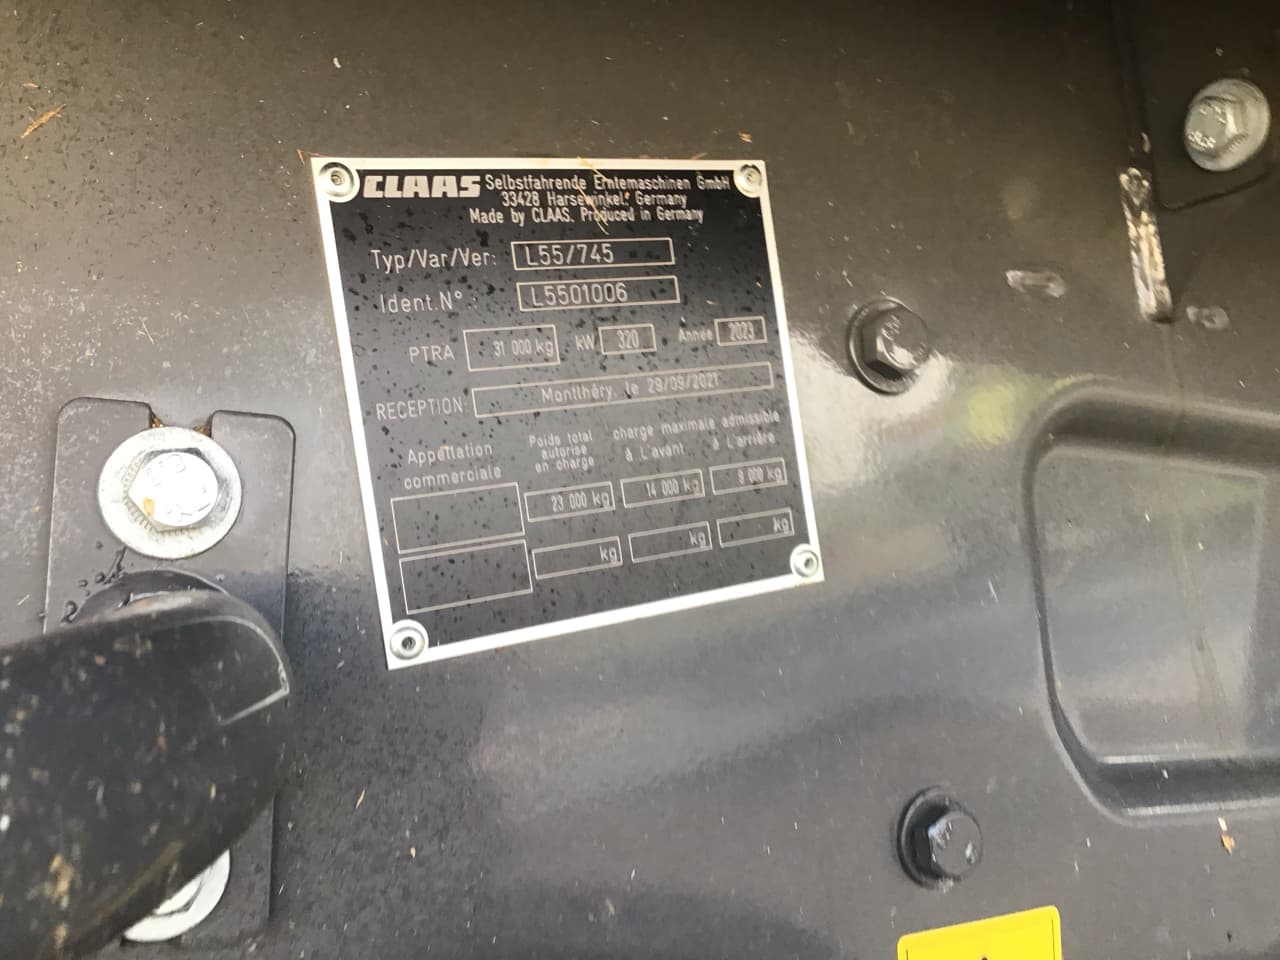 CLAAS Selbstfahrende Erntemaschinen GmbH
33428 Harsewinkel. Germany
Made by CLAAS. Produced in Germany
Typ/Var/Ver: L55/745
Ident.N° : L5501006
PTRA 31 000 kg kW 320 Année 2023
RECEPTION Montlhéry, le 29/09/2021
Appellation commerciale
Poids total autorise en charge
charge maximale admissible
à L'avant à L'arrière
23 000 kg 14 000 kg 9 000 kg
kg kg kg